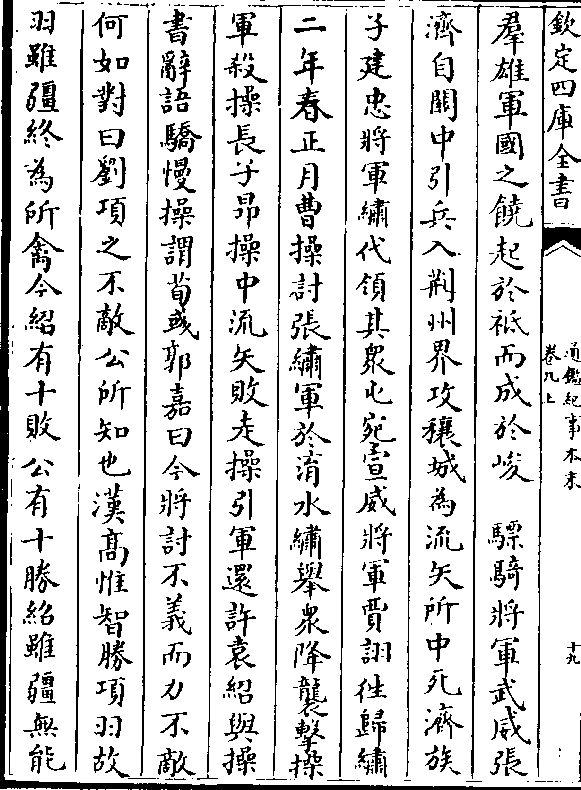 欽定四庫全書
通鑑紀事本末
卷九上
十九
羣雄軍國之饒起於祗而成於峻　驃騎將軍武威張
濟自關中引兵入荆州界攻穰城為流矢所中死濟族
子建忠將軍繡代領其衆屯宛宣威將軍賈詡往歸繡
二年春正月曹操討張繡軍於淯水繡舉衆降襲擊操
軍殺操長子昂操中流矢敗走操引軍還許袁紹與操
書辭語驕慢操謂荀彧郭嘉曰今將討不義而力不敵
何如對曰劉項之不敵公所知也漢髙惟智勝項羽故
羽雖彊終為所禽今紹有十敗公有十勝紹雖彊無能